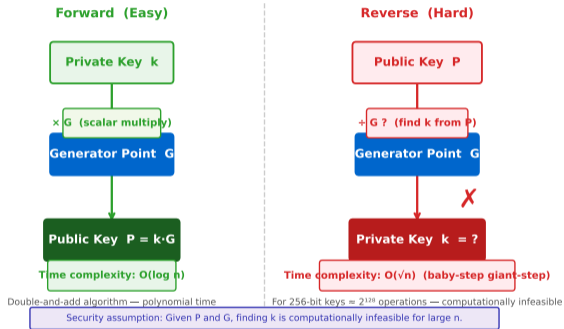 Forward (Easy)
Private Key k
× G (scalar multiply)
Generator Point G
Public Key P = k·G
Time complexity: O(log n)
Double-and-add algorithm — polynomial time
Reverse (Hard)
Public Key P
÷ G ? (find k from P)
Generator Point G
✗
Private Key k = ?
Time complexity: O(√n) (baby-step giant-step)
For 256-bit keys ≈ 2¹²⁸ operations — computationally infeasible
Security assumption: Given P and G, finding k is computationally infeasible for large n.